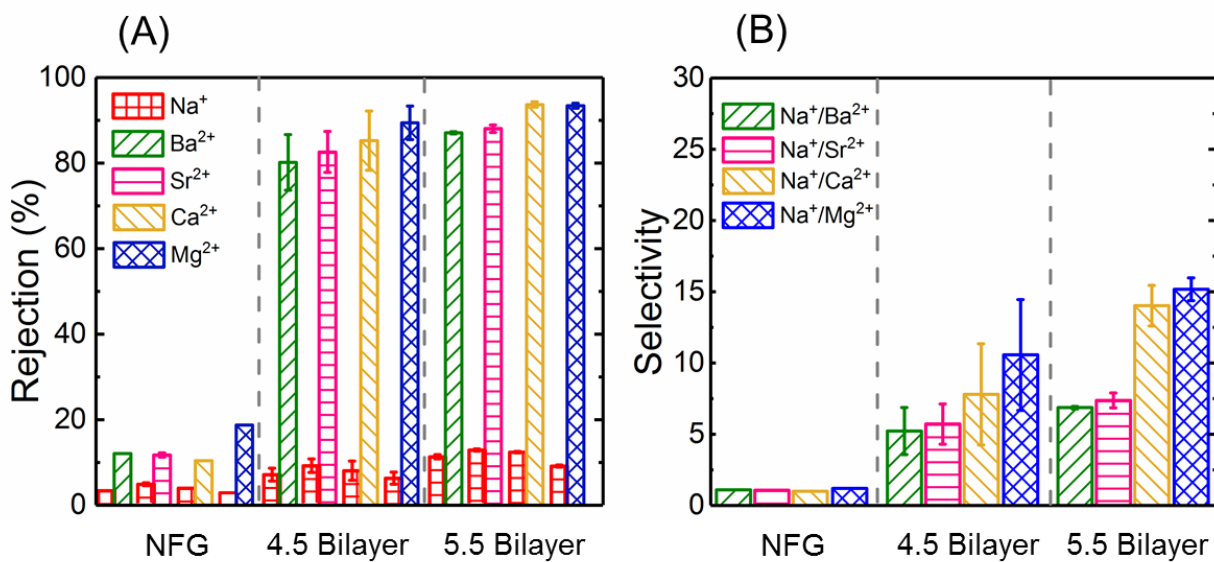 (A)
Rejection (%)
100
80
60
40
20
0
Na⁺
Ba²⁺
Sr²⁺
Ca²⁺
Mg²⁺
NFG
4.5 Bilayer
5.5 Bilayer
(B)
Selectivity
30
25
20
15
10
5
0
Na⁺/Ba²⁺
Na⁺/Sr²⁺
Na⁺/Ca²⁺
Na⁺/Mg²⁺
NFG
4.5 Bilayer
5.5 Bilayer